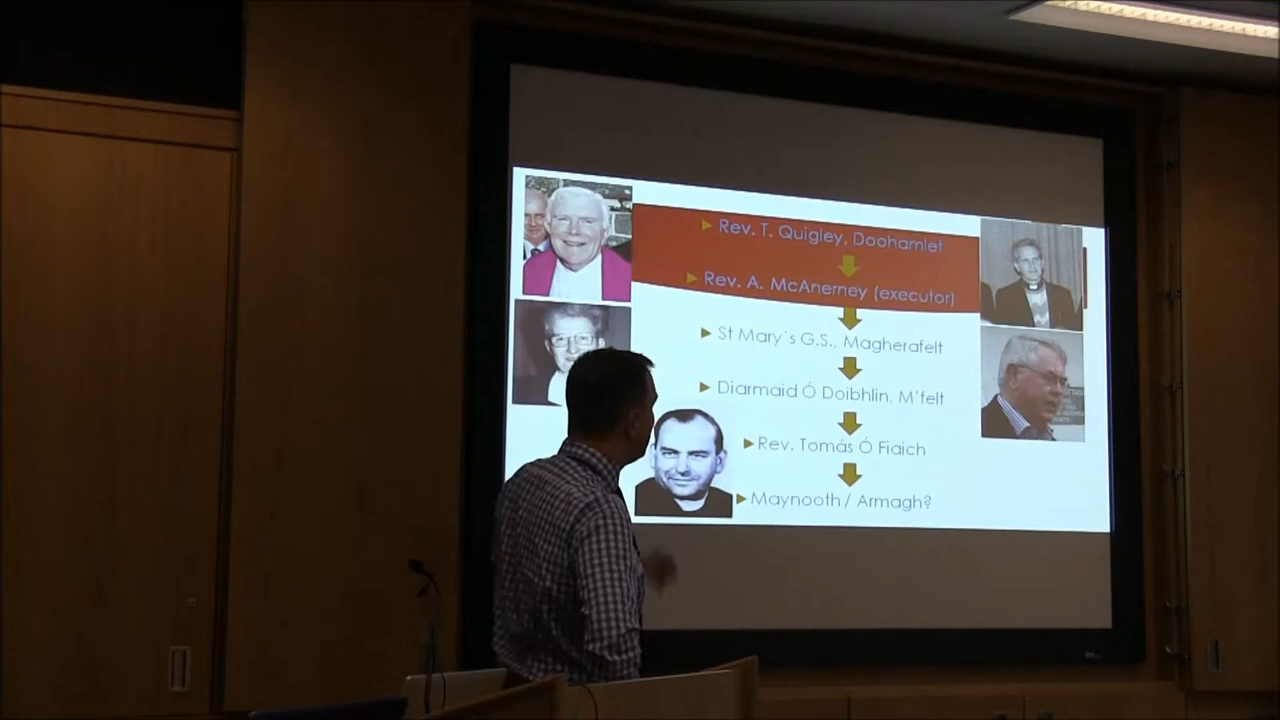 Rev. T. Quigley, Doohamlet
Rev. A. McAnerney (executor)
St Mary's G.S., Magherafelt
Diarmaid Ó Doibhlin, M'felt
Rev. Tomás Ó Fiaich
Maynooth / Armagh?